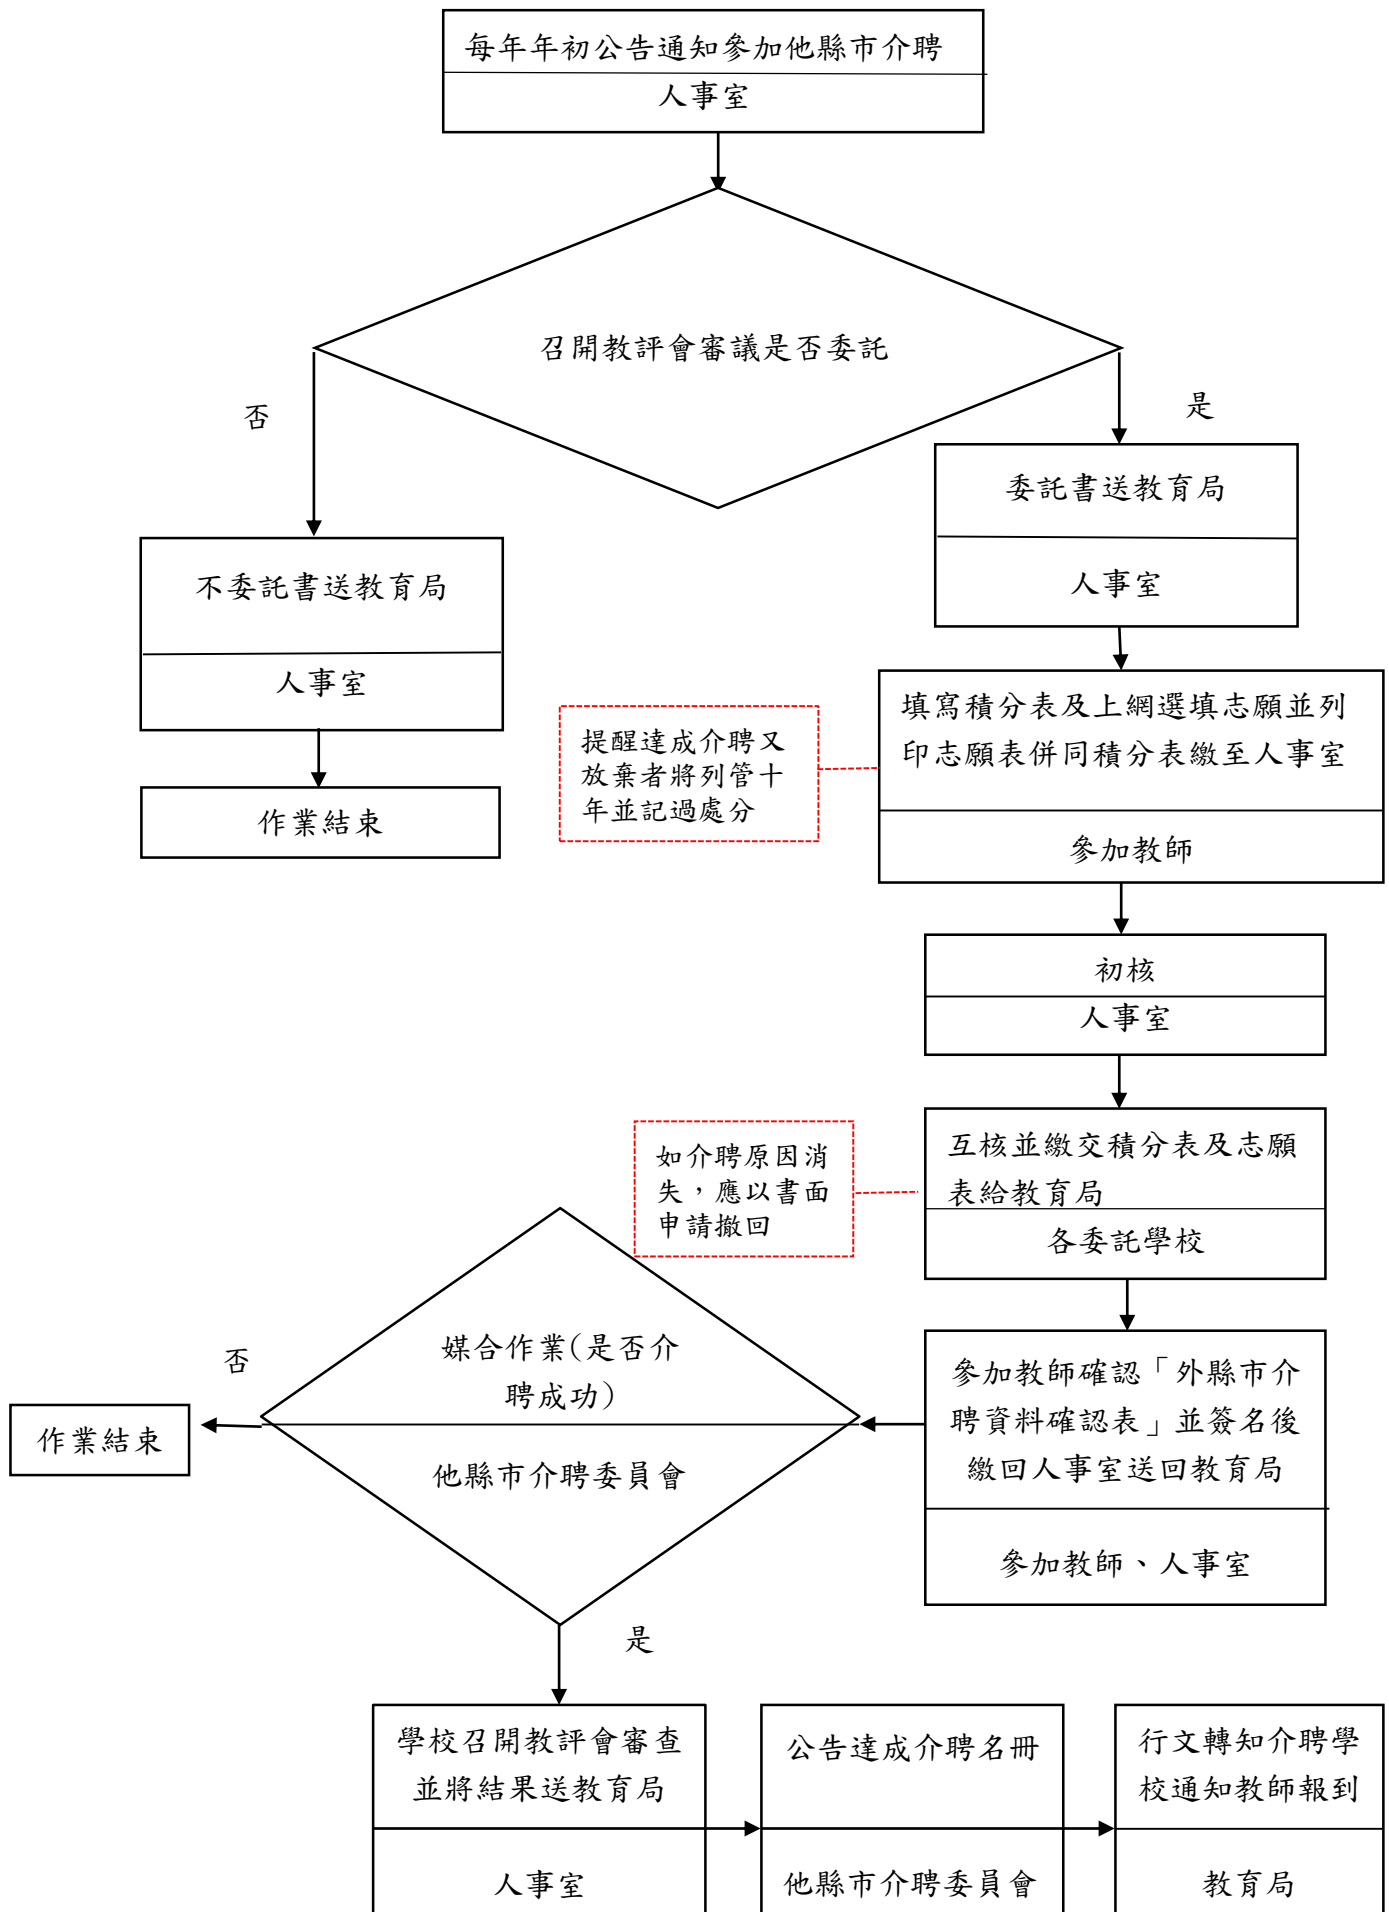 每年年初公告通知參加他縣市介聘
人事室
召開教評會審議是否委託
否
是
委託書送教育局
人事室
不委託書送教育局
人事室
作業結束
填寫積分表及上網選填志願並列
印志願表併同積分表繳至人事室
參加教師
提醒達成介聘又
放棄者將列管十
年並記過處分
初核
人事室
互核並繳交積分表及志願
表給教育局
各委託學校
如介聘原因消
失，應以書面
申請撤回
參加教師確認「外縣市介
聘資料確認表」並簽名後
繳回人事室送回教育局
參加教師、人事室
媒合作業(是否介
聘成功)
他縣市介聘委員會
否
作業結束
是
學校召開教評會審查
並將結果送教育局
人事室
公告達成介聘名冊
他縣市介聘委員會
行文轉知介聘學
校通知教師報到
教育局